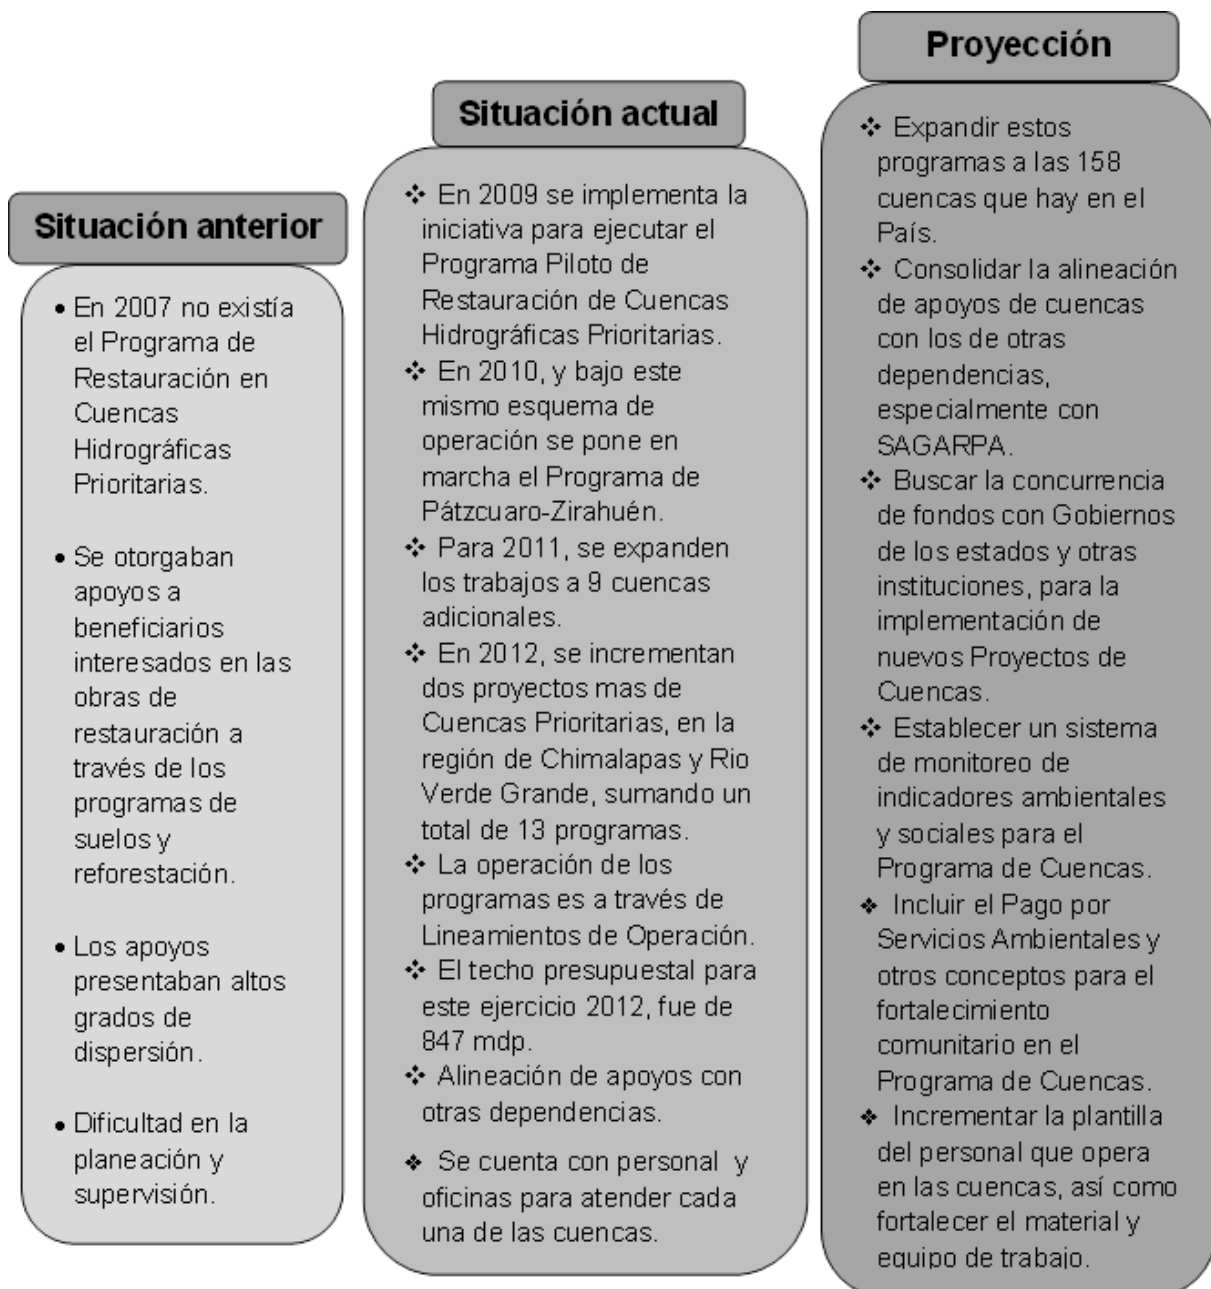 Situación anterior
• En 2007 no existía
el Programa de
Restauración en
Cuencas
Hidrográficas
Prioritarias.
• Se otorgaban
apoyos a
beneficiarios
interesados en las
obras de
restauración a
través de los
programas de
suelos y
reforestación.
• Los apoyos
presentaban altos
grados de
dispersión.
• Dificultad en la
planeación y
supervisión.
Situación actual
❖ En 2009 se implementa la
iniciativa para ejecutar el
Programa Piloto de
Restauración de Cuencas
Hidrográficas Prioritarias.
❖ En 2010, y bajo este
mismo esquema de
operación se pone en
marcha el Programa de
Pátzcuaro-Zirahuén.
❖ Para 2011, se expanden
los trabajos a 9 cuencas
adicionales.
❖ En 2012, se incrementan
dos proyectos mas de
Cuencas Prioritarias, en la
región de Chimalapas y Rio
Verde Grande, sumando un
total de 13 programas.
❖ La operación de los
programas es a través de
Lineamientos de Operación.
❖ El techo presupuestal para
este ejercicio 2012, fue de
847 mdp.
❖ Alineación de apoyos con
otras dependencias.
❖ Se cuenta con personal y
oficinas para atender cada
una de las cuencas.
Proyección
❖ Expandir estos
programas a las 158
cuencas que hay en el
País.
❖ Consolidar la alineación
de apoyos de cuencas
con los de otras
dependencias,
especialmente con
SAGARPA.
❖ Buscar la concurrencia
de fondos con Gobiernos
de los estados y otras
instituciones, para la
implementación de
nuevos Proyectos de
Cuencas.
❖ Establecer un sistema
de monitoreo de
indicadores ambientales
y sociales para el
Programa de Cuencas.
❖ Incluir el Pago por
Servicios Ambientales y
otros conceptos para el
fortalecimiento
comunitario en el
Programa de Cuencas.
❖ Incrementar la plantilla
del personal que opera
en las cuencas, así como
fortalecer el material y
equipo de trabajo.